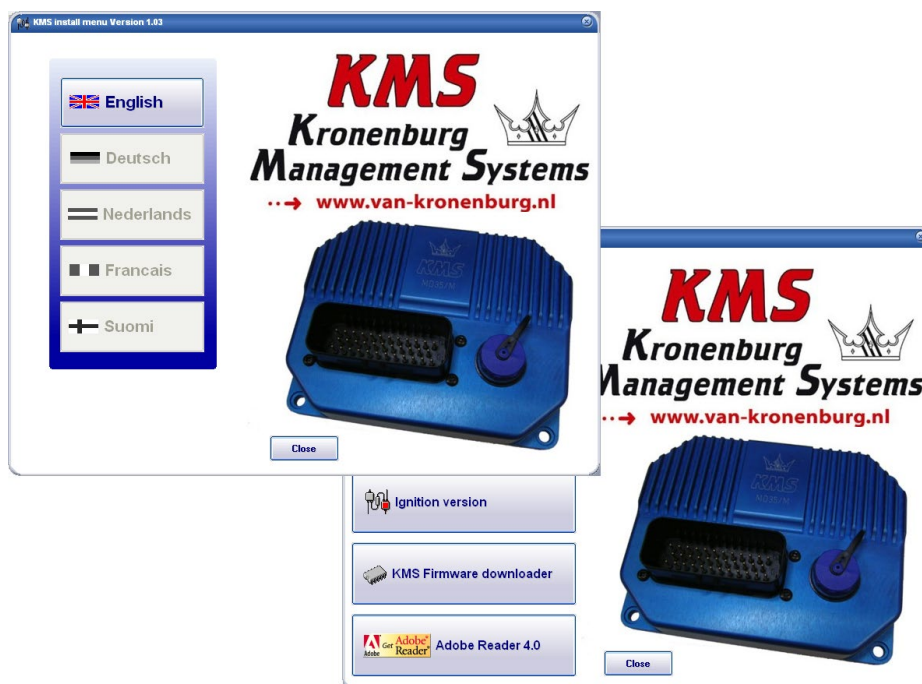 KMS install menu Version 1.03
English
Deutsch
Nederlands
Francais
Suomi
KMS
Kronenburg
Management Systems
www.van-kronenburg.nl
KMS
MD35/M
Close
KMS
Kronenburg
Management Systems
www.van-kronenburg.nl
KMS
MD35/M
Ignition version
KMS Firmware downloader
Adobe
Get Adobe®
Reader®
Adobe Reader 4.0
Close